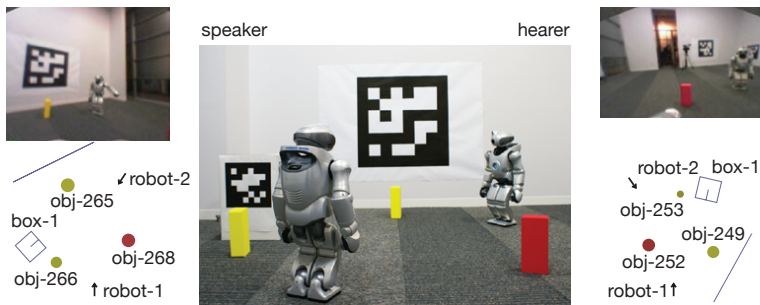 speaker
hearer
robot-2
obj-265
box-1
obj-268
obj-266
robot-1
robot-2
box-1
obj-253
obj-249
obj-252
robot-1